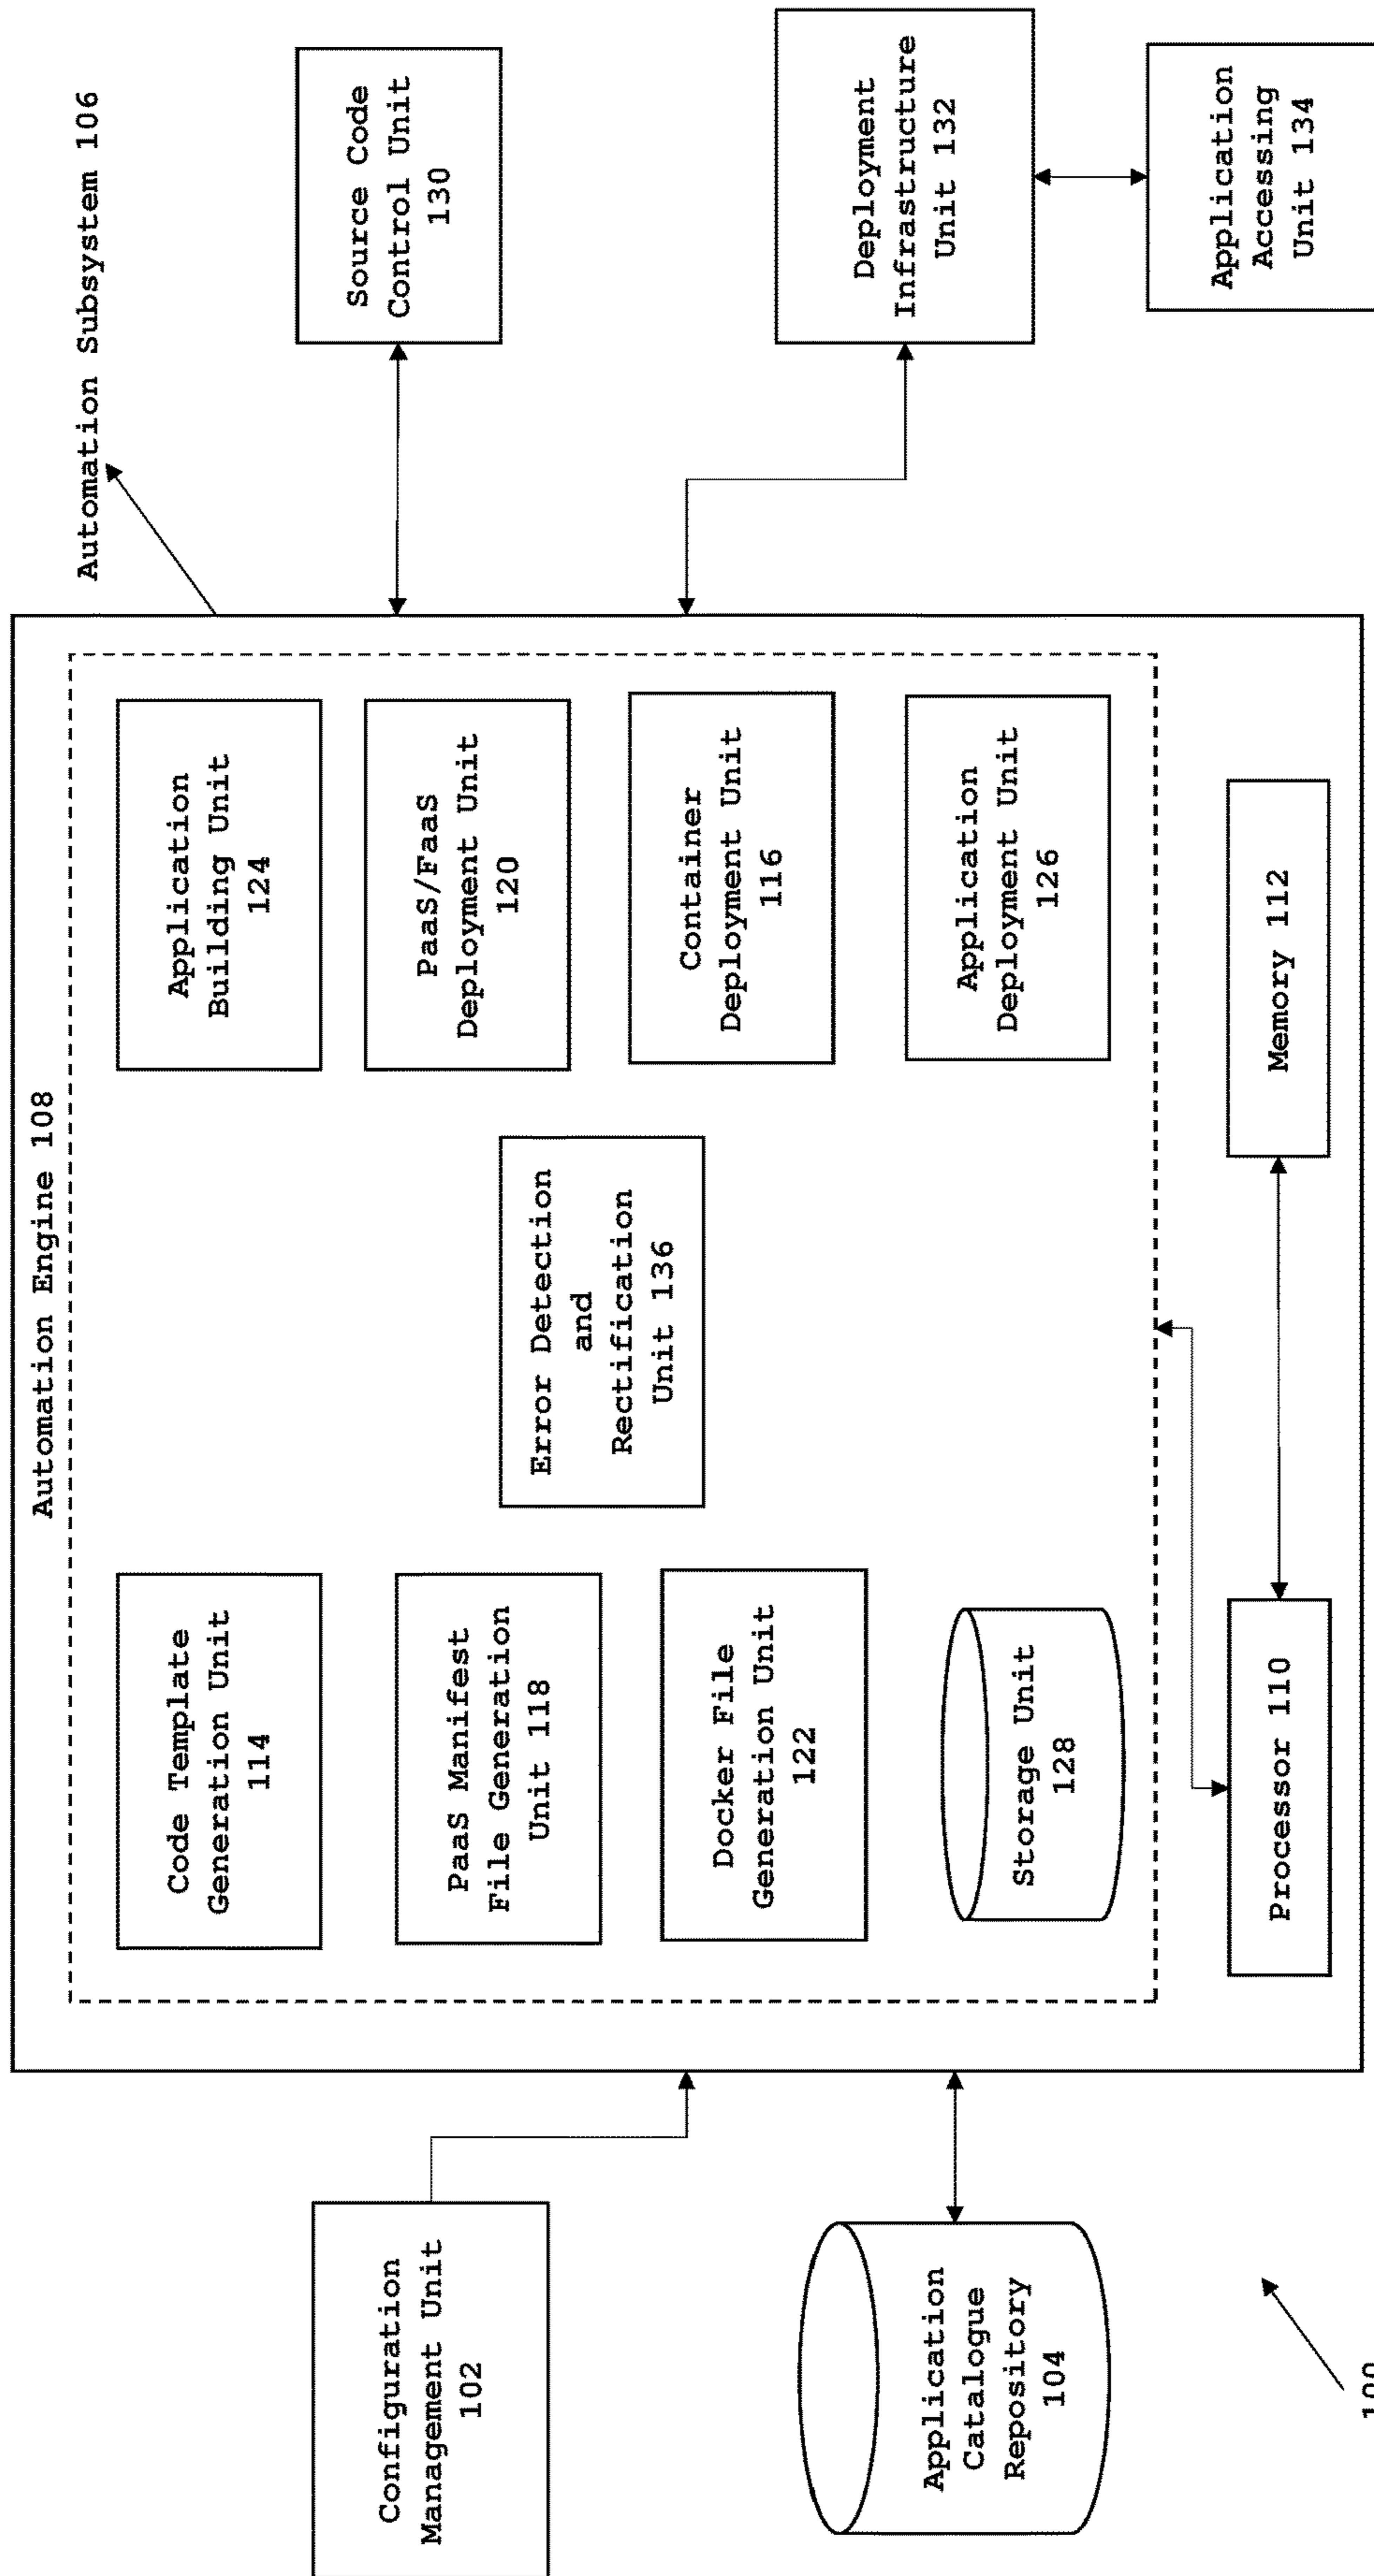 Automation Subsystem 106
Automation Engine 108
Configuration
Management Unit
102
Application
Catalogue
Repository
104
Code Template
Generation Unit
114
PaaS Manifest
File Generation
Unit 118
Docker File
Generation Unit
122
Storage Unit
128
Error Detection
and
Rectification
Unit 136
Application
Building Unit
124
PaaS/FaaS
Deployment Unit
120
Container
Deployment Unit
116
Application
Deployment Unit
126
Processor 110
Memory 112
Source Code
Control Unit
130
Deployment
Infrastructure
Unit 132
Application
Accessing
Unit 134
100